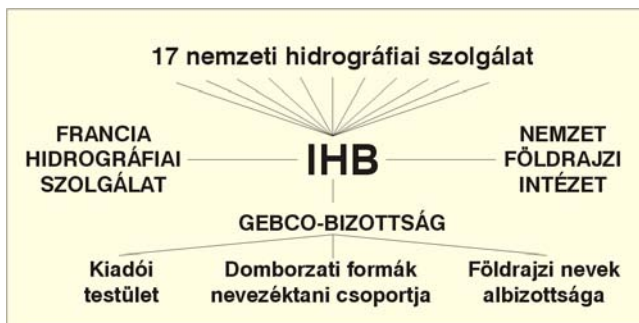 17 nemzeti hidrográfiai szolgálat
FRANCIA
HIDROGRÁFIAI
SZOLGÁLAT
IHB
NEMZET
FÖLDRAJZI
INTÉZET
GEBCO-BIZOTTSÁG
Kiadói
testület
Domborzati formák
nevezéktani csoportja
Földrajzi nevek
albizottsága